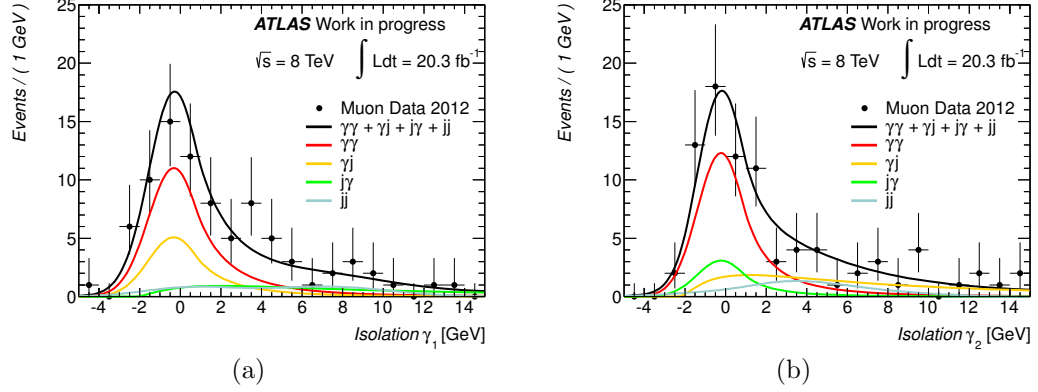 Events / ( 1 GeV )
25
20
15
10
5
0
ATLAS Work in progress
√s = 8 TeV ∫ Ldt = 20.3 fb⁻¹
Muon Data 2012
γγ + γj + jγ + jj
γγ
γj
jγ
jj
-4 -2 0 2 4 6 8 10 12 14
Isolation γ₁ [GeV]
(a)
Events / ( 1 GeV )
25
20
15
10
5
0
ATLAS Work in progress
√s = 8 TeV ∫ Ldt = 20.3 fb⁻¹
Muon Data 2012
γγ + γj + jγ + jj
γγ
γj
jγ
jj
-4 -2 0 2 4 6 8 10 12 14
Isolation γ₂ [GeV]
(b)